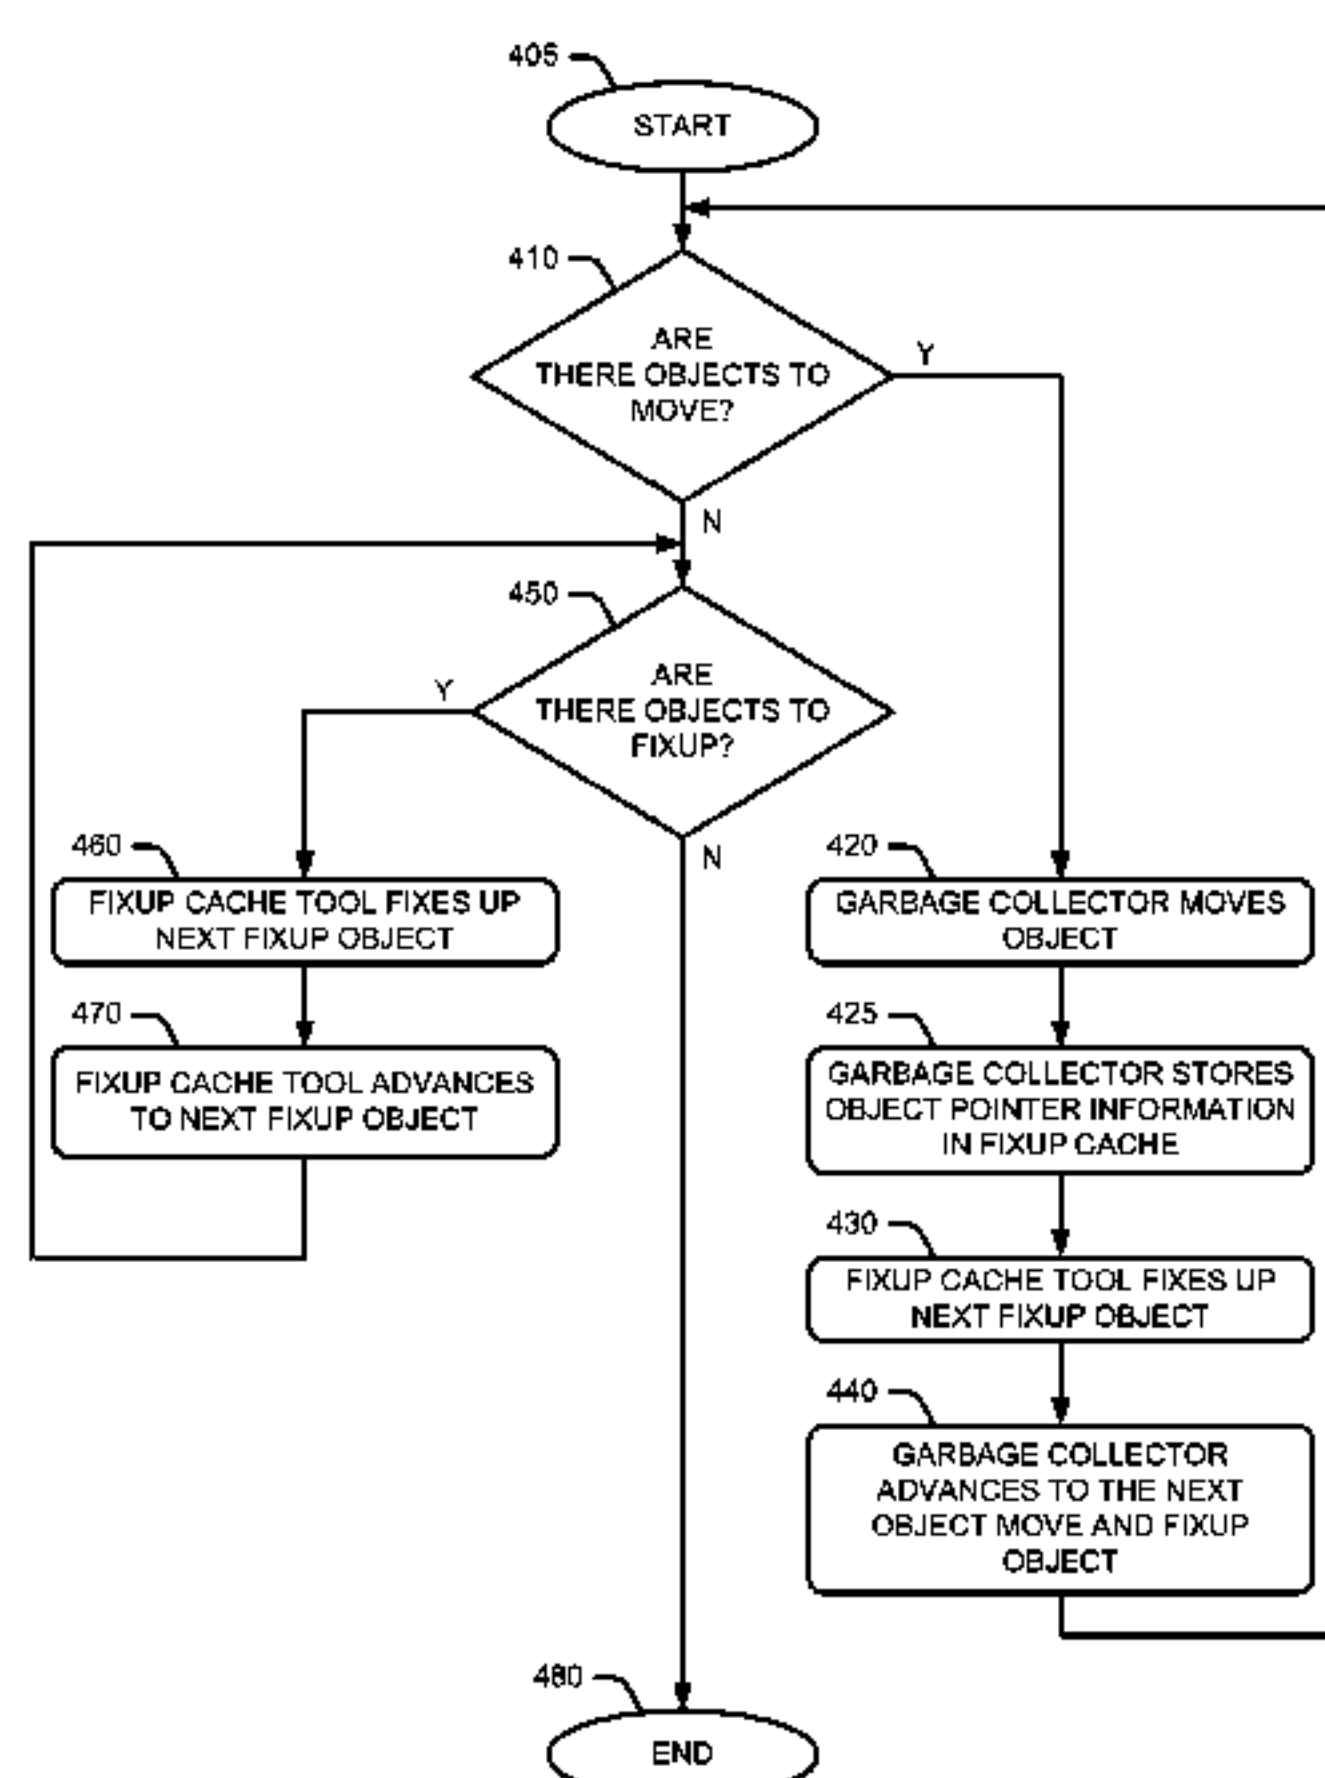 405
START
410
ARE
THERE OBJECTS TO
MOVE?
Y
N
450
ARE
THERE OBJECTS TO
FIXUP?
Y
N
460
FIXUP CACHE TOOL FIXES UP
NEXT FIXUP OBJECT
470
FIXUP CACHE TOOL ADVANCES
TO NEXT FIXUP OBJECT
420
GARBAGE COLLECTOR MOVES
OBJECT
425
GARBAGE COLLECTOR STORES
OBJECT POINTER INFORMATION
IN FIXUP CACHE
430
FIXUP CACHE TOOL FIXES UP
NEXT FIXUP OBJECT
440
GARBAGE COLLECTOR
ADVANCES TO THE NEXT
OBJECT MOVE AND FIXUP
OBJECT
480
END